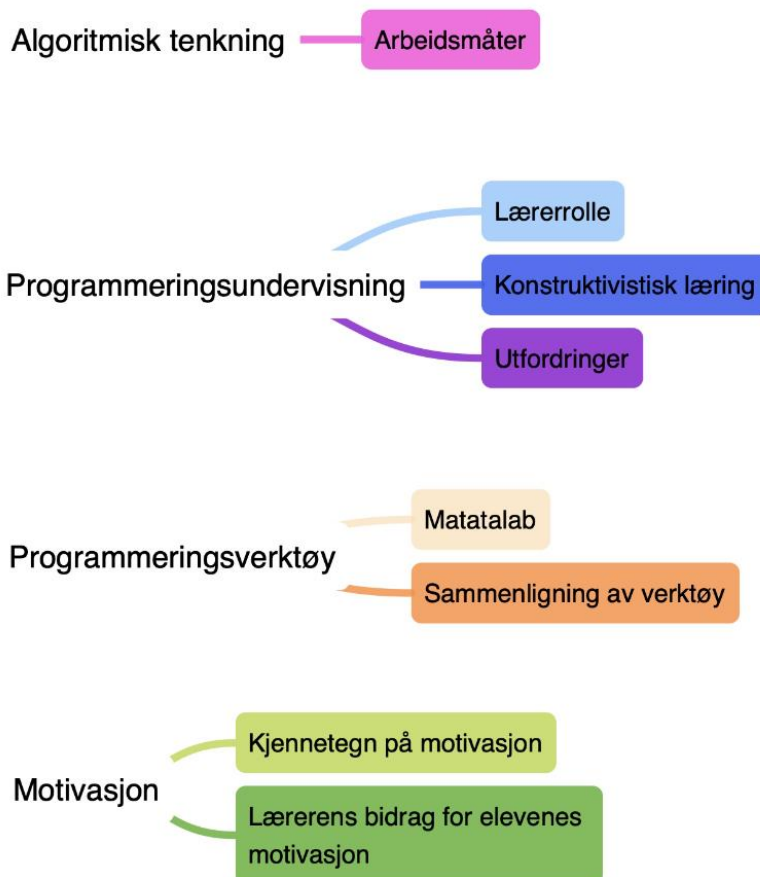 Algoritmisk tenkning
Arbeidsmåter
Lærerrolle
Programmeringsundervisning
Konstruktivistisk læring
Utfordringer
Matatalab
Programmeringsverktøy
Sammenligning av verktøy
Kjennetegn på motivasjon
Motivasjon
Lærerens bidrag for elevenes
motivasjon